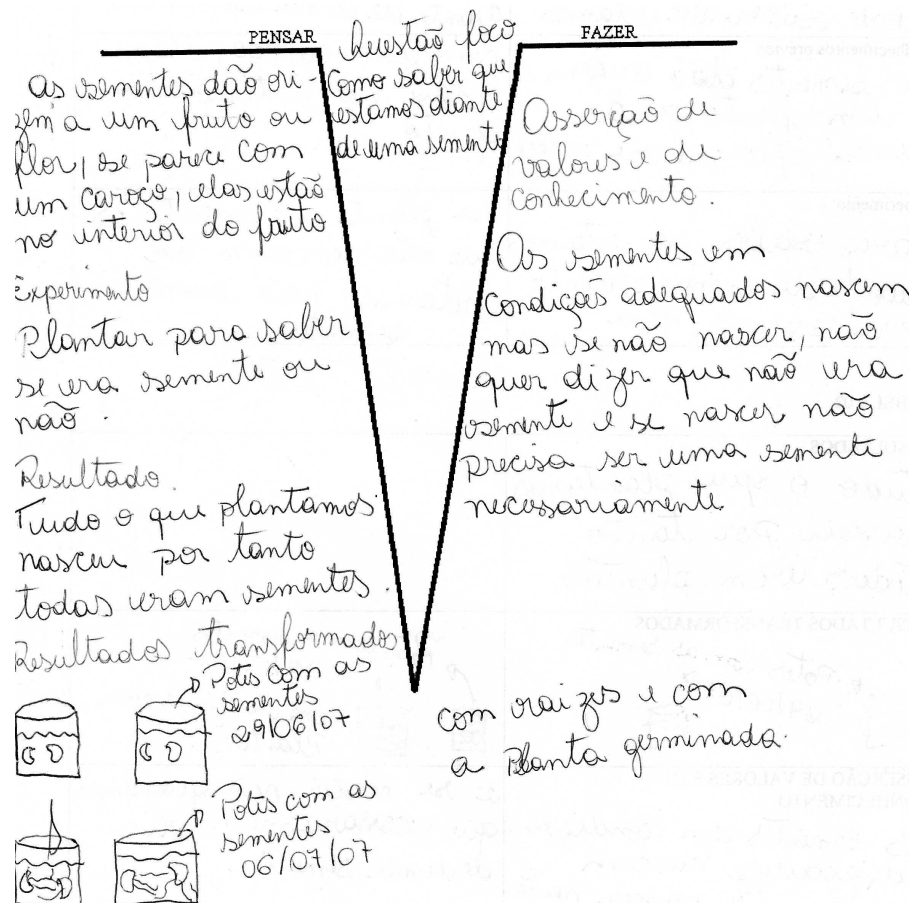 PENSAR
FAZER
Questão foco
Como saber que
estamos diante
de uma semente
As sementes dão ori-
gem a um fruto ou
flor, se parece com
um caroço, elas estão
no interior do fruto
Experimento
Plantar para saber
se era semente ou
não.
Resultado.
Tudo o que plantamos
nasceu por tanto
todas eram sementes.
Resultados transformados
Potes com as
sementes
29/06/07
Potes com as
sementes
06/07/07
Asserção de
valores e de
conhecimento.
As sementes em
condições adequados nascem
mas se não nascer, não
quer dizer que não era
semente e se nascer não
precisa ser uma semente
necessariamente
com raizes e com
a planta germinada.